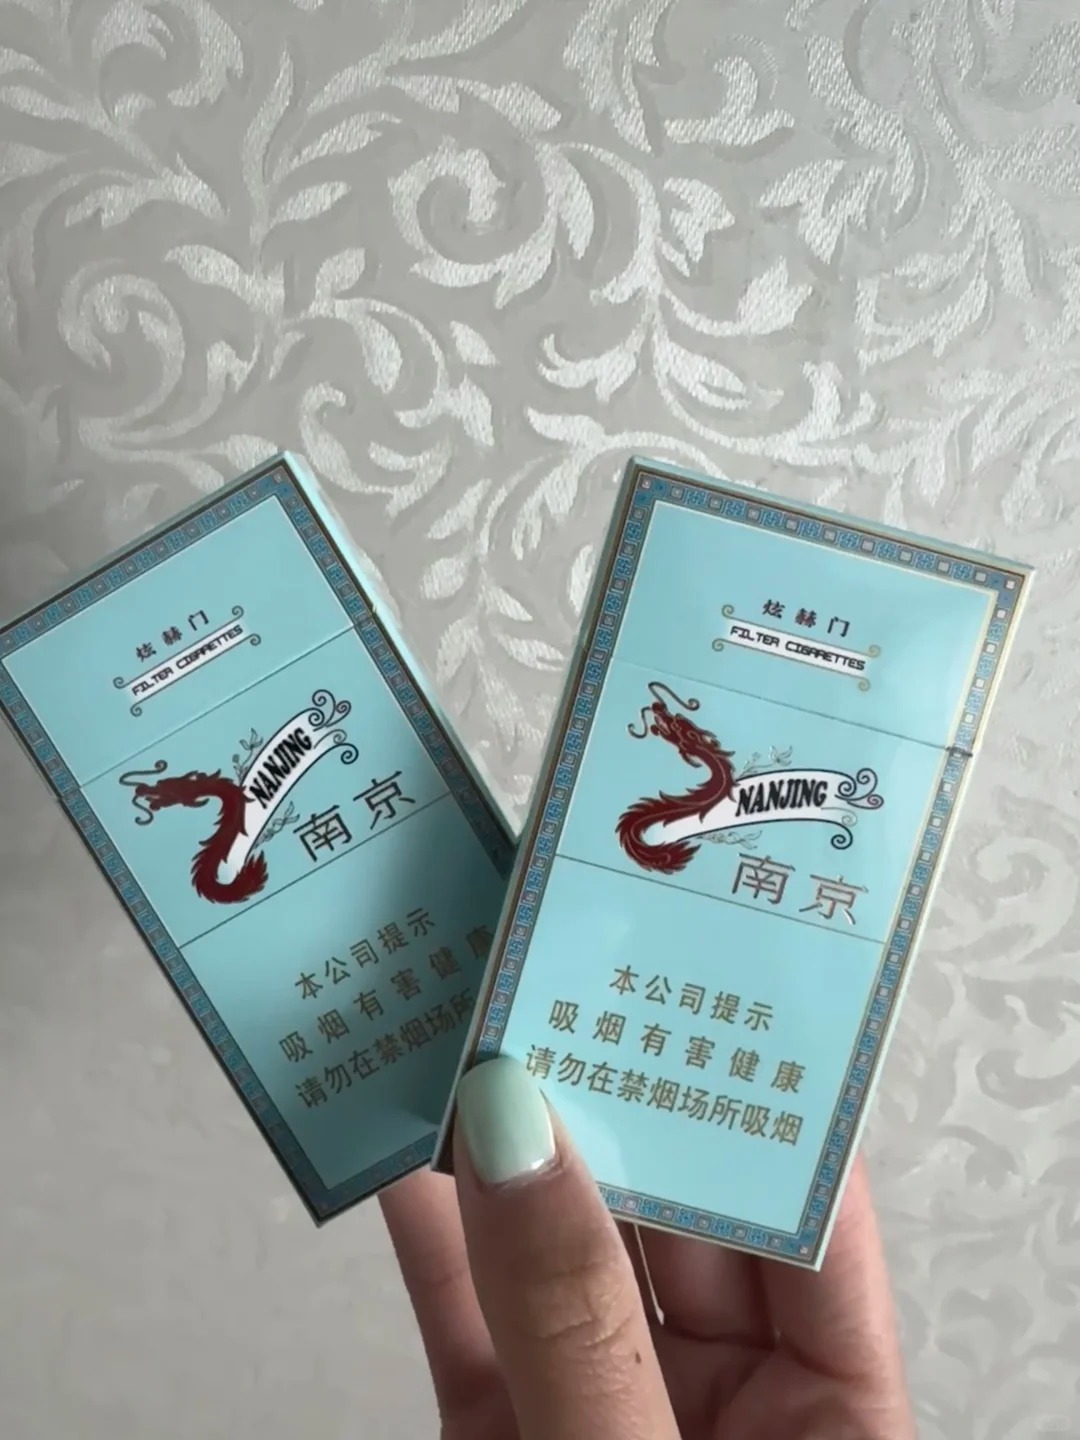 炫赫门
FILTER CIGARETTES
NANJING
南京
本公司提示
吸烟有害健康
请勿在禁烟场所
炫赫门
FILTER CIGARETTES
NANJING
南京
本公司提示
吸烟有害健康
请勿在禁烟场所吸烟